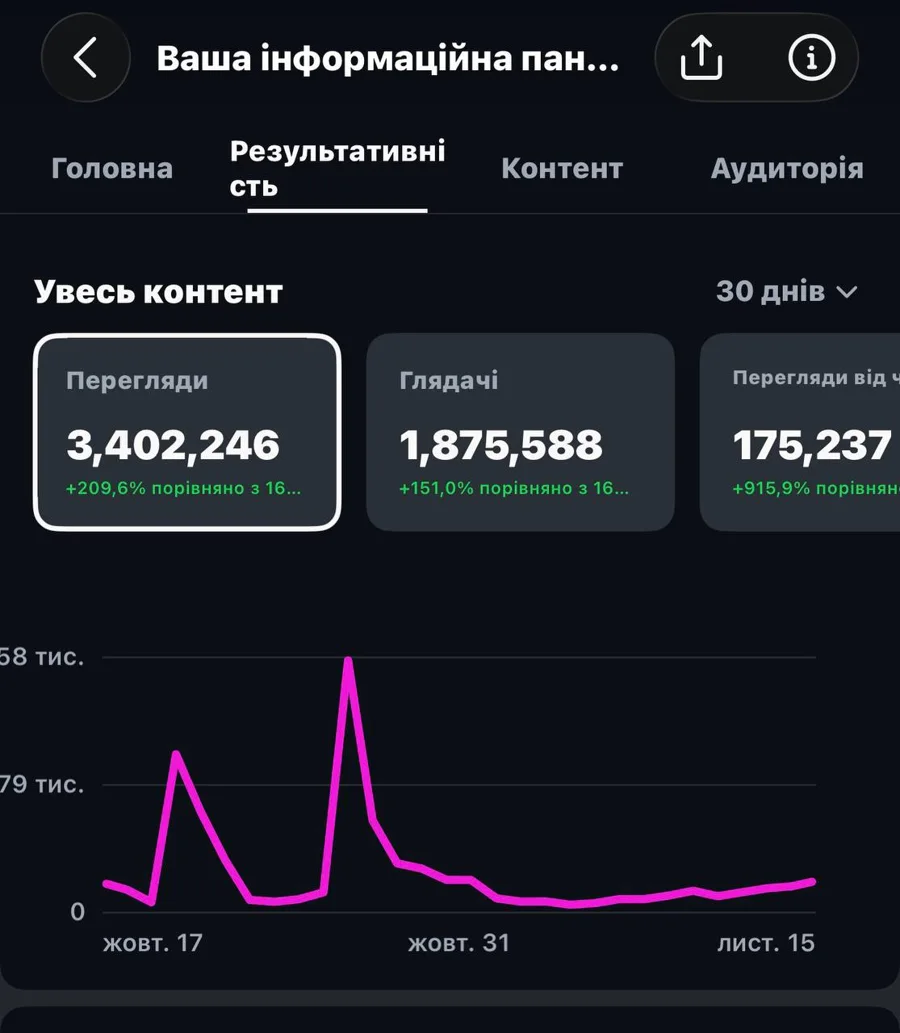 Ваша інформаційна пан...
Головна
Результативні
сть
Контент
Аудиторія
Увесь контент
30 днів
Перегляди
3,402,246
+209,6% порівняно з 16...
Глядачі
1,875,588
+151,0% порівняно з 16...
Перегляди від
175,237
+915,9%
58 тис.
79 тис.
0
жовт. 17
жовт. 31
лист. 15